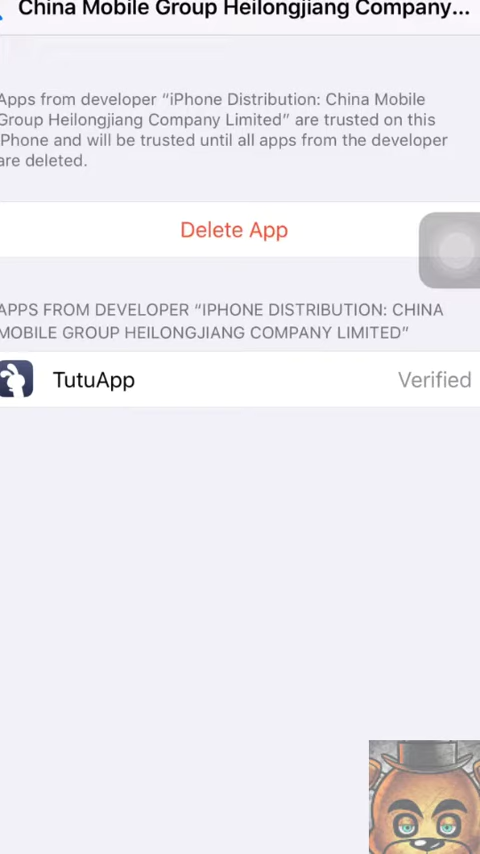 China Mobile Group Heilongjiang Company...
Apps from developer “iPhone Distribution: China Mobile
Group Heilongjiang Company Limited” are trusted on this
iPhone and will be trusted until all apps from the developer
are deleted.
Delete App
APPS FROM DEVELOPER “IPHONE DISTRIBUTION: CHINA
MOBILE GROUP HEILONGJIANG COMPANY LIMITED”
TutuApp
Verified